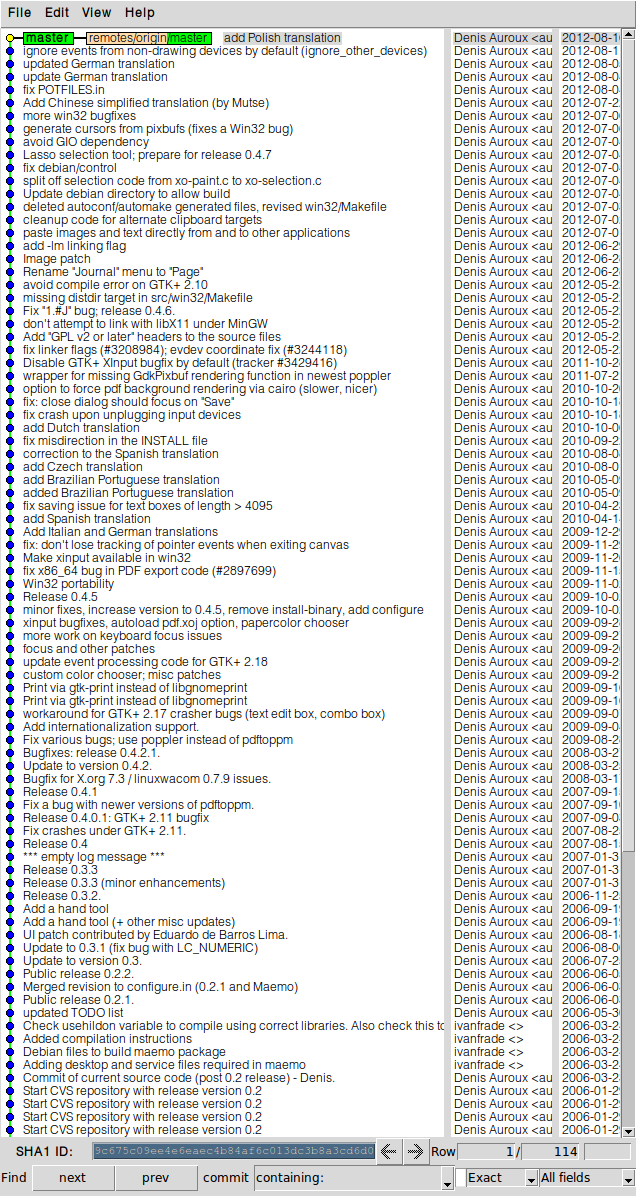 File Edit View Help
master remotes/origin/master add Polish translation Denis Auroux <au 2012-08-1
ignore events from non-drawing devices by default (ignore_other_devices) Denis Auroux <au 2012-08-1
updated German translation Denis Auroux <au 2012-08-0
update German translation Denis Auroux <au 2012-08-0
fix POTFILES.in Denis Auroux <au 2012-08-0
Add Chinese simplified translation (by Mutse) Denis Auroux <au 2012-07-2
more win32 bugfixes Denis Auroux <au 2012-07-0
generate cursors from pixbufs (fixes a Win32 bug) Denis Auroux <au 2012-07-0
avoid GIO dependency Denis Auroux <au 2012-07-0
Lasso selection tool; prepare for release 0.4.7 Denis Auroux <au 2012-07-0
fix debian/control Denis Auroux <au 2012-07-0
split off selection code from xo-paint.c to xo-selection.c Denis Auroux <au 2012-07-0
Update debian directory to allow build Denis Auroux <au 2012-07-0
deleted autoconf/automake generated files, revised win32/Makefile Denis Auroux <au 2012-07-0
cleanup code for alternate clipboard targets Denis Auroux <au 2012-07-0
paste images and text directly from and to other applications Denis Auroux <au 2012-07-0
add -lm linking flag Denis Auroux <au 2012-06-2
Image patch Denis Auroux <au 2012-06-2
Rename "Journal" menu to "Page" Denis Auroux <au 2012-06-2
avoid compile error on GTK+ 2.10 Denis Auroux <au 2012-05-2
missing distdir target in src/win32/Makefile Denis Auroux <au 2012-05-2
Fix "1.#J" bug; release 0.4.6. Denis Auroux <au 2012-05-2
don't attempt to link with libX11 under MinGW Denis Auroux <au 2012-05-2
Add "GPL v2 or later" headers to the source files Denis Auroux <au 2012-05-2
fix linker flags (#3208984); evdev coordinate fix (#3244118) Denis Auroux <au 2012-05-2
Disable GTK+ XInput bugfix by default (tracker #3429416) Denis Auroux <au 2011-10-2
wrapper for missing GdkPixbuf rendering function in newest poppler Denis Auroux <au 2011-07-2
option to force pdf background rendering via cairo (slower, nicer) Denis Auroux <au 2010-10-2
fix: close dialog should focus on "Save" Denis Auroux <au 2010-10-1
fix crash upon unplugging input devices Denis Auroux <au 2010-10-1
add Dutch translation Denis Auroux <au 2010-10-0
fix misdirection in the INSTALL file Denis Auroux <au 2010-09-2
correction to the Spanish translation Denis Auroux <au 2010-08-0
add Czech translation Denis Auroux <au 2010-08-0
add Brazilian Portuguese translation Denis Auroux <au 2010-05-0
added Brazilian Portuguese translation Denis Auroux <au 2010-05-0
fix saving issue for text boxes of length > 4095 Denis Auroux <au 2010-04-2
add Spanish translation Denis Auroux <au 2010-04-1
Add Italian and German translations Denis Auroux <au 2009-12-2
fix: don't lose tracking of pointer events when exiting canvas Denis Auroux <au 2009-11-2
Make xinput available in win32 Denis Auroux <au 2009-11-2
fix x86_64 bug in PDF export code (#2897699) Denis Auroux <au 2009-11-1
Win32 portability Denis Auroux <au 2009-11-0
Release 0.4.5 Denis Auroux <au 2009-10-0
minor fixes, increase version to 0.4.5, remove install-binary, add configure Denis Auroux <au 2009-10-0
xinput bugfixes, autoload pdf.xoj option, papercolor chooser Denis Auroux <au 2009-09-2
more work on keyboard focus issues Denis Auroux <au 2009-09-2
focus and other patches Denis Auroux <au 2009-09-2
update event processing code for GTK+ 2.18 Denis Auroux <au 2009-09-2
custom color chooser; misc patches Denis Auroux <au 2009-09-2
Print via gtk-print instead of libgnomeprint Denis Auroux <au 2009-09-1
Print via gtk-print instead of libgnomeprint Denis Auroux <au 2009-09-1
workaround for GTK+ 2.17 crasher bugs (text edit box, combo box) Denis Auroux <au 2009-09-0
Add internationalization support. Denis Auroux <au 2009-09-0
Fix various bugs; use poppler instead of pdftoppm Denis Auroux <au 2009-08-2
Bugfixes: release 0.4.2.1. Denis Auroux <au 2008-03-2
Update to version 0.4.2. Denis Auroux <au 2008-03-2
Bugfix for X.org 7.3 / linuxwacom 0.7.9 issues. Denis Auroux <au 2008-03-1
Release 0.4.1 Denis Auroux <au 2007-09-1
Fix a bug with newer versions of pdftoppm. Denis Auroux <au 2007-09-1
Release 0.4.0.1: GTK+ 2.11 bugfix Denis Auroux <au 2007-09-0
Fix crashes under GTK+ 2.11. Denis Auroux <au 2007-08-2
Release 0.4 Denis Auroux <au 2007-08-1
*** empty log message *** Denis Auroux <au 2007-01-3
Release 0.3.3 Denis Auroux <au 2007-01-3
Release 0.3.3 (minor enhancements) Denis Auroux <au 2007-01-3
Release 0.3.2. Denis Auroux <au 2006-11-2
Add a hand tool Denis Auroux <au 2006-09-1
Add a hand tool (+ other misc updates) Denis Auroux <au 2006-09-1
UI patch contributed by Eduardo de Barros Lima. Denis Auroux <au 2006-08-1
Update to 0.3.1 (fix bug with LC_NUMERIC) Denis Auroux <au 2006-08-0
Update to version 0.3. Denis Auroux <au 2006-07-2
Public release 0.2.2. Denis Auroux <au 2006-06-0
Merged revision to configure.in (0.2.1 and Maemo) Denis Auroux <au 2006-06-0
Public release 0.2.1. Denis Auroux <au 2006-06-0
updated TODO list Denis Auroux <au 2006-05-3
Check usehildon variable to compile using correct libraries. Also check this to ivanfrade <> 2006-03-2
Added compilation instructions ivanfrade <> 2006-03-2
Debian files to build maemo package ivanfrade <> 2006-03-2
Adding desktop and service files required in maemo ivanfrade <> 2006-03-2
Commit of current source code (post 0.2 release) - Denis. Denis Auroux <au 2006-03-2
Start CVS repository with release version 0.2 Denis Auroux <au 2006-01-2
Start CVS repository with release version 0.2 Denis Auroux <au 2006-01-2
Start CVS repository with release version 0.2 Denis Auroux <au 2006-01-2
Start CVS repository with release version 0.2 Denis Auroux <au 2006-01-2
SHA1 ID: 9c675c09ee4e6eaec4b84af6c013dc3b8a3cd6d0 Row 1 / 114
Find next prev commit containing: Exact All fields